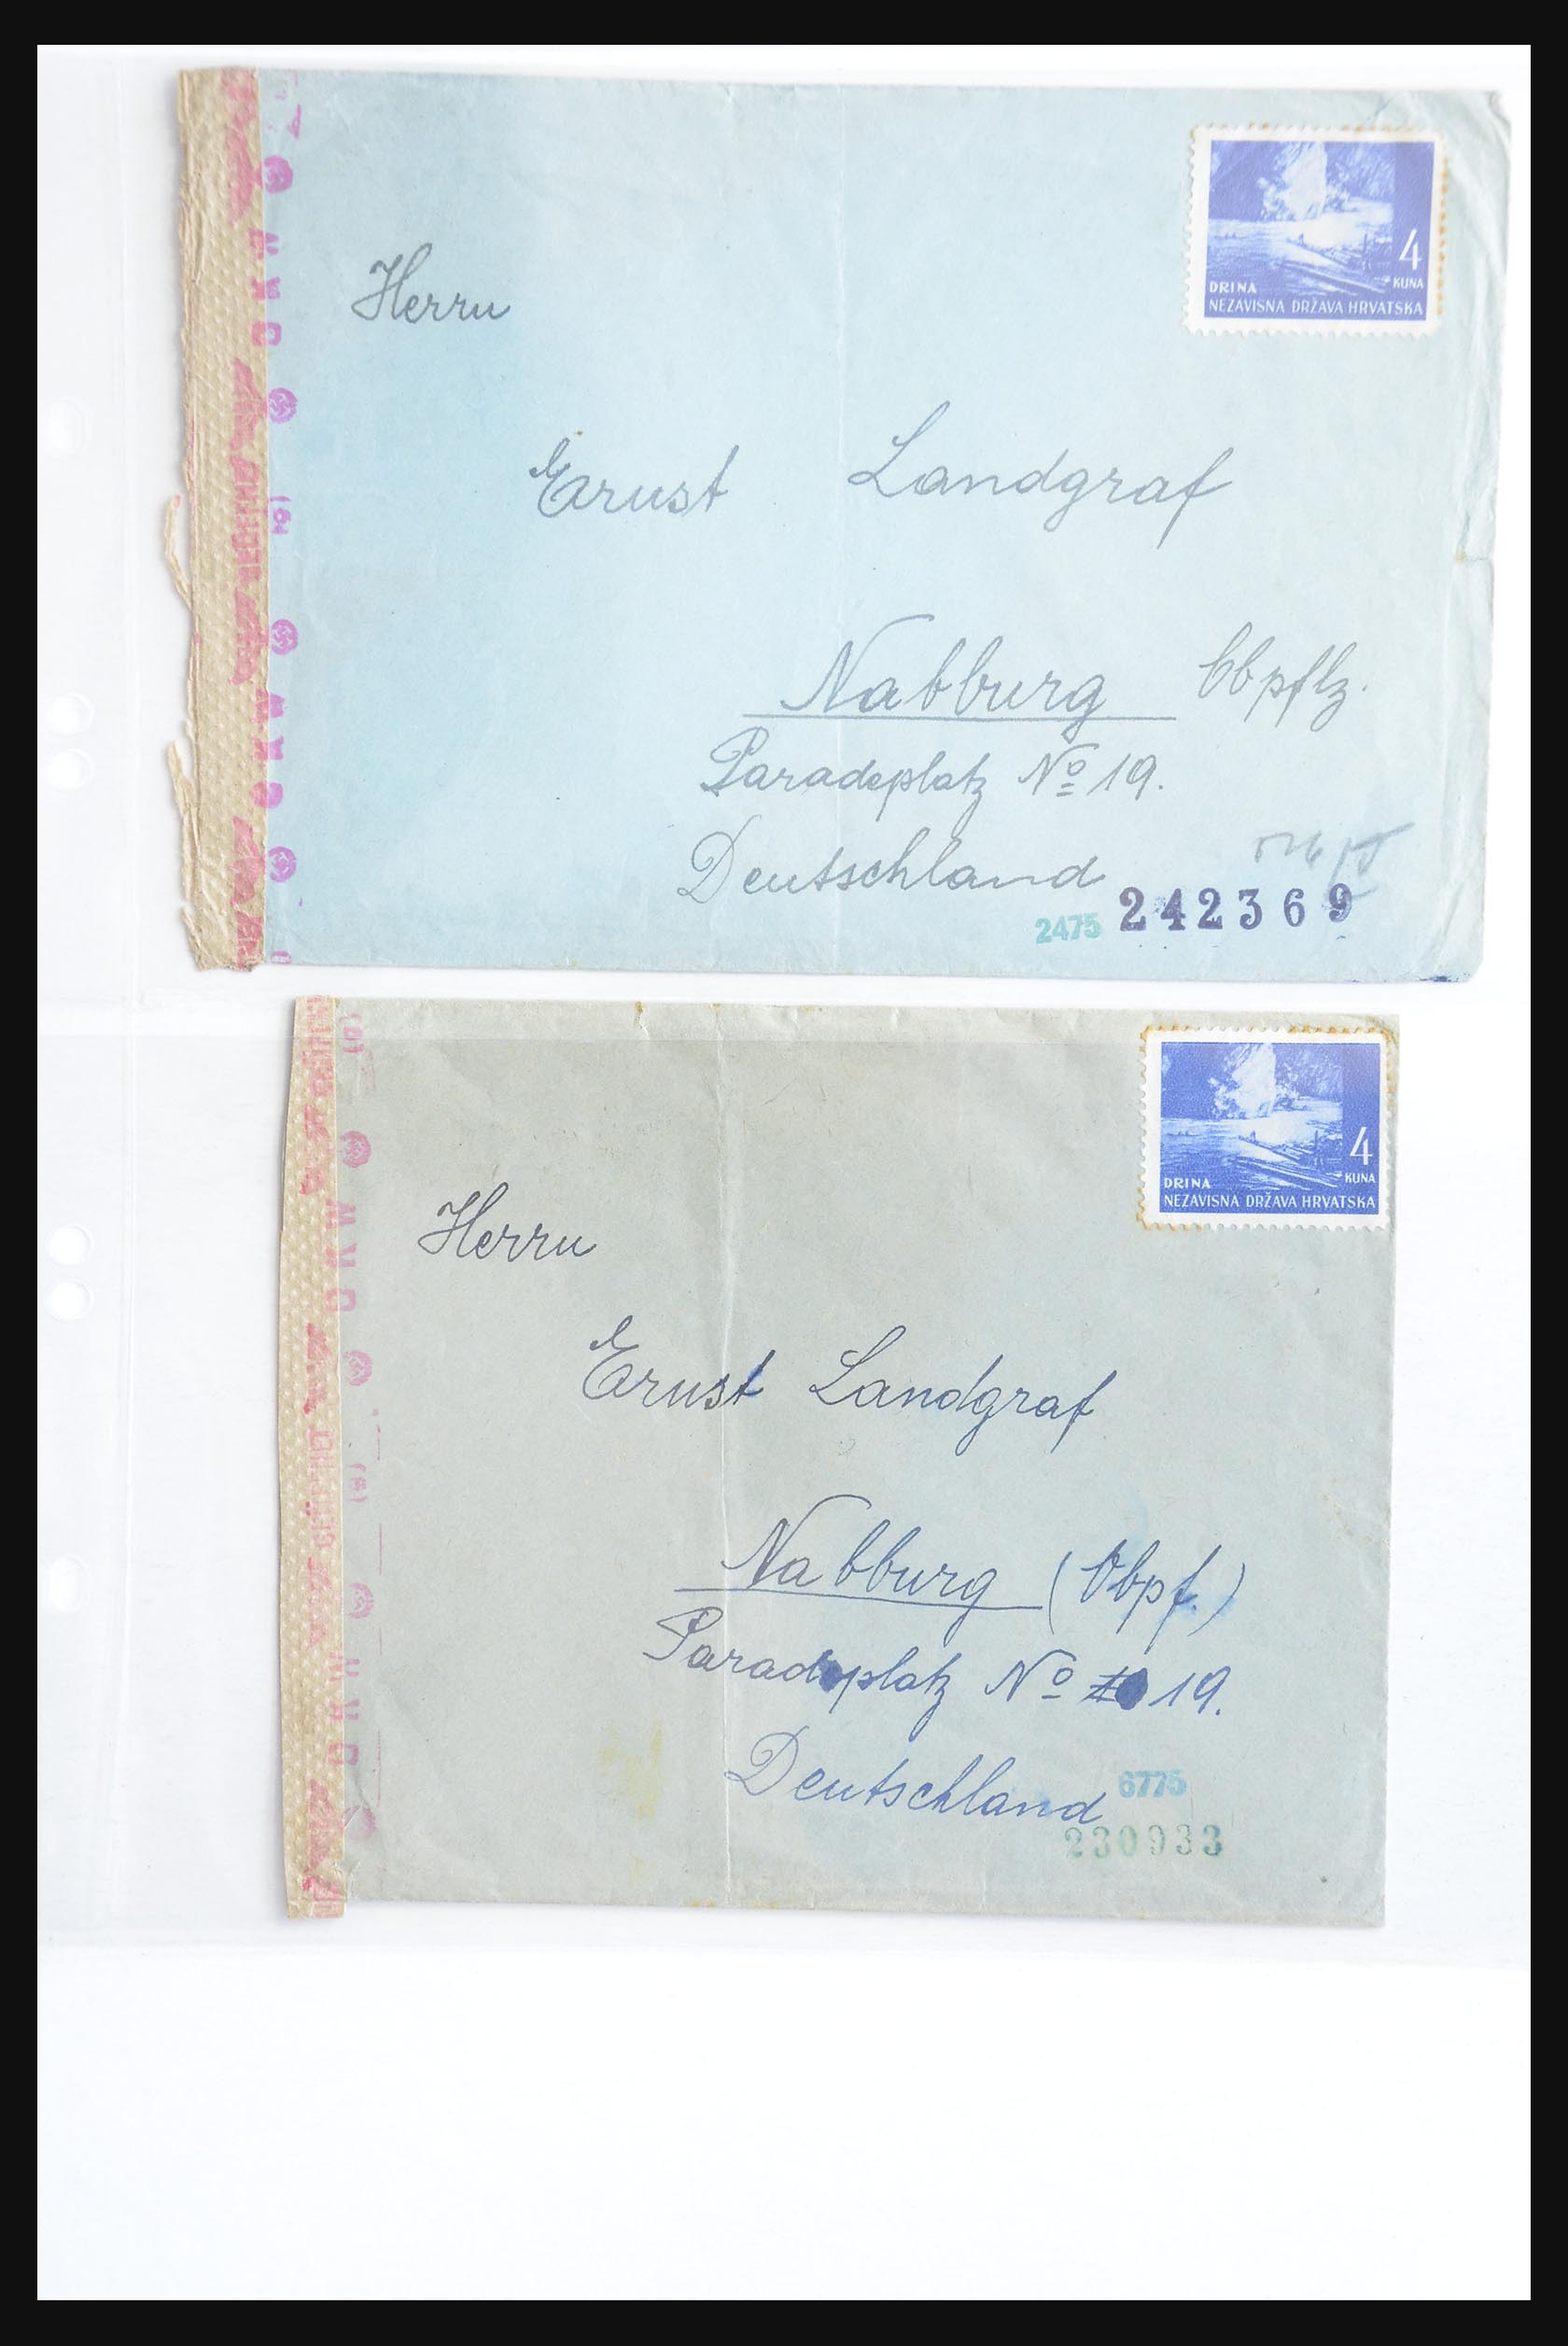 4
KUNA
DRINA
NEZAVISNA DRŽAVA HRVATSKA
Herrn
Ernst Landgraf
Nabburg Obpflz.
Paradeplatz Nº 19.
Deutschland
2475 242369
O K W
O K W
4
KUNA
DRINA
NEZAVISNA DRŽAVA HRVATSKA
Herrn
Ernst Landgraf
Nabburg (Obpf.)
Paradeplatz Nº 19.
Deutschland
6775
230933
O K W
Geöffnet
O K W